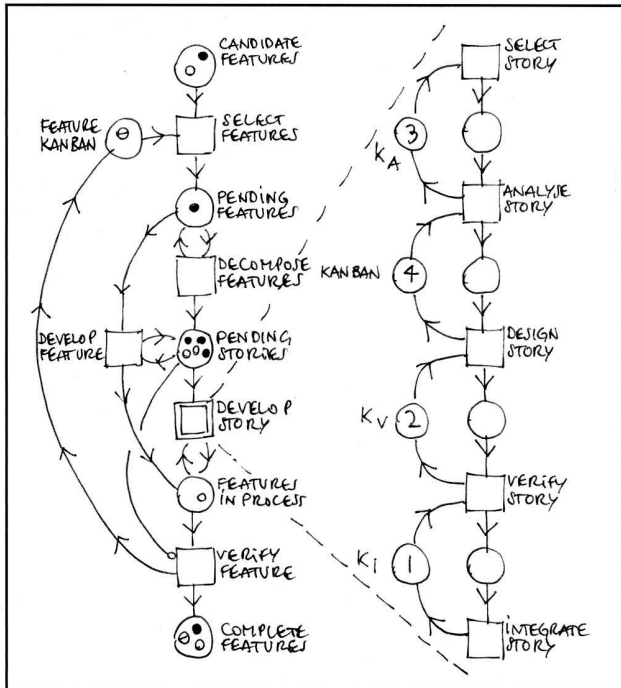 CANDIDATE
FEATURES
FEATURE
KANBAN
SELECT
FEATURES
PENDING
FEATURES
DECOMPOSE
FEATURES
DEVELOP
FEATURE
PENDING
STORIES
DEVELOP
STORY
FEATURES
IN PROCESS
VERIFY
FEATURE
COMPLETE
FEATURES
SELECT
STORY
3
KA
ANALYSE
STORY
KANBAN
4
DESIGN
STORY
KV
2
VERIFY
STORY
KI
1
INTEGRATE
STORY